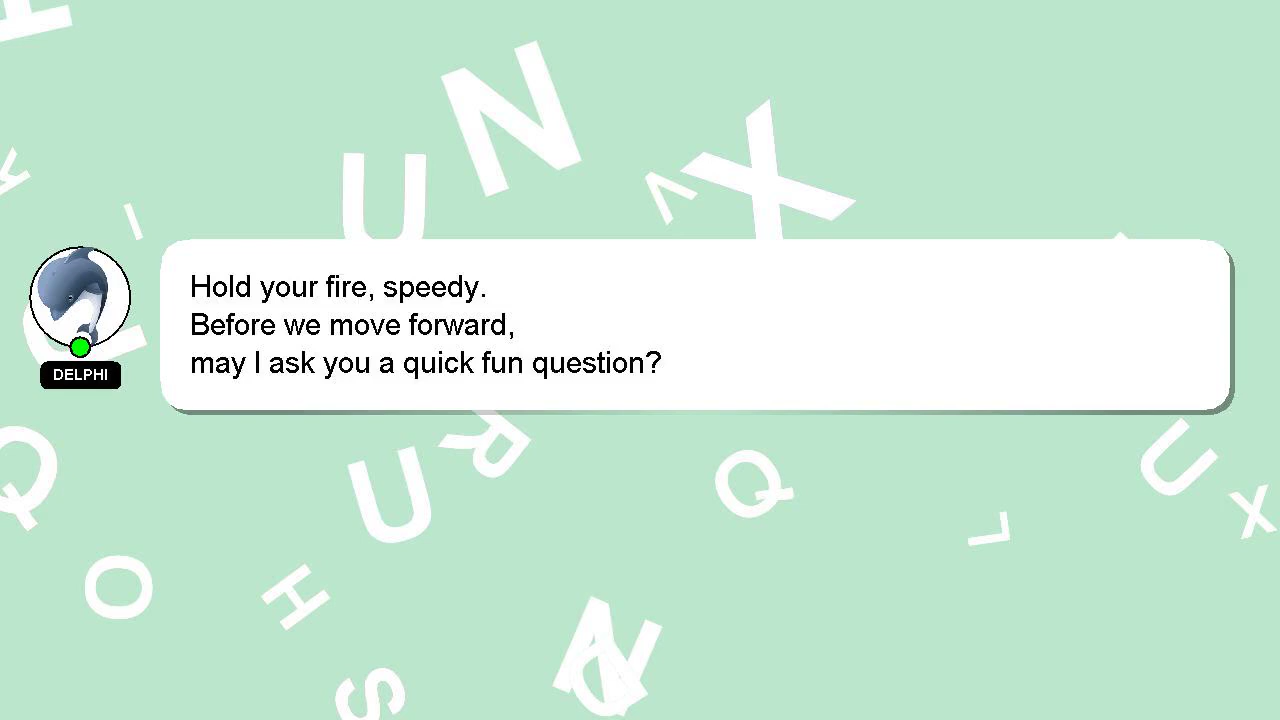 Hold your fire, speedy.
Before we move forward,
may I ask you a quick fun question?
DELPHI